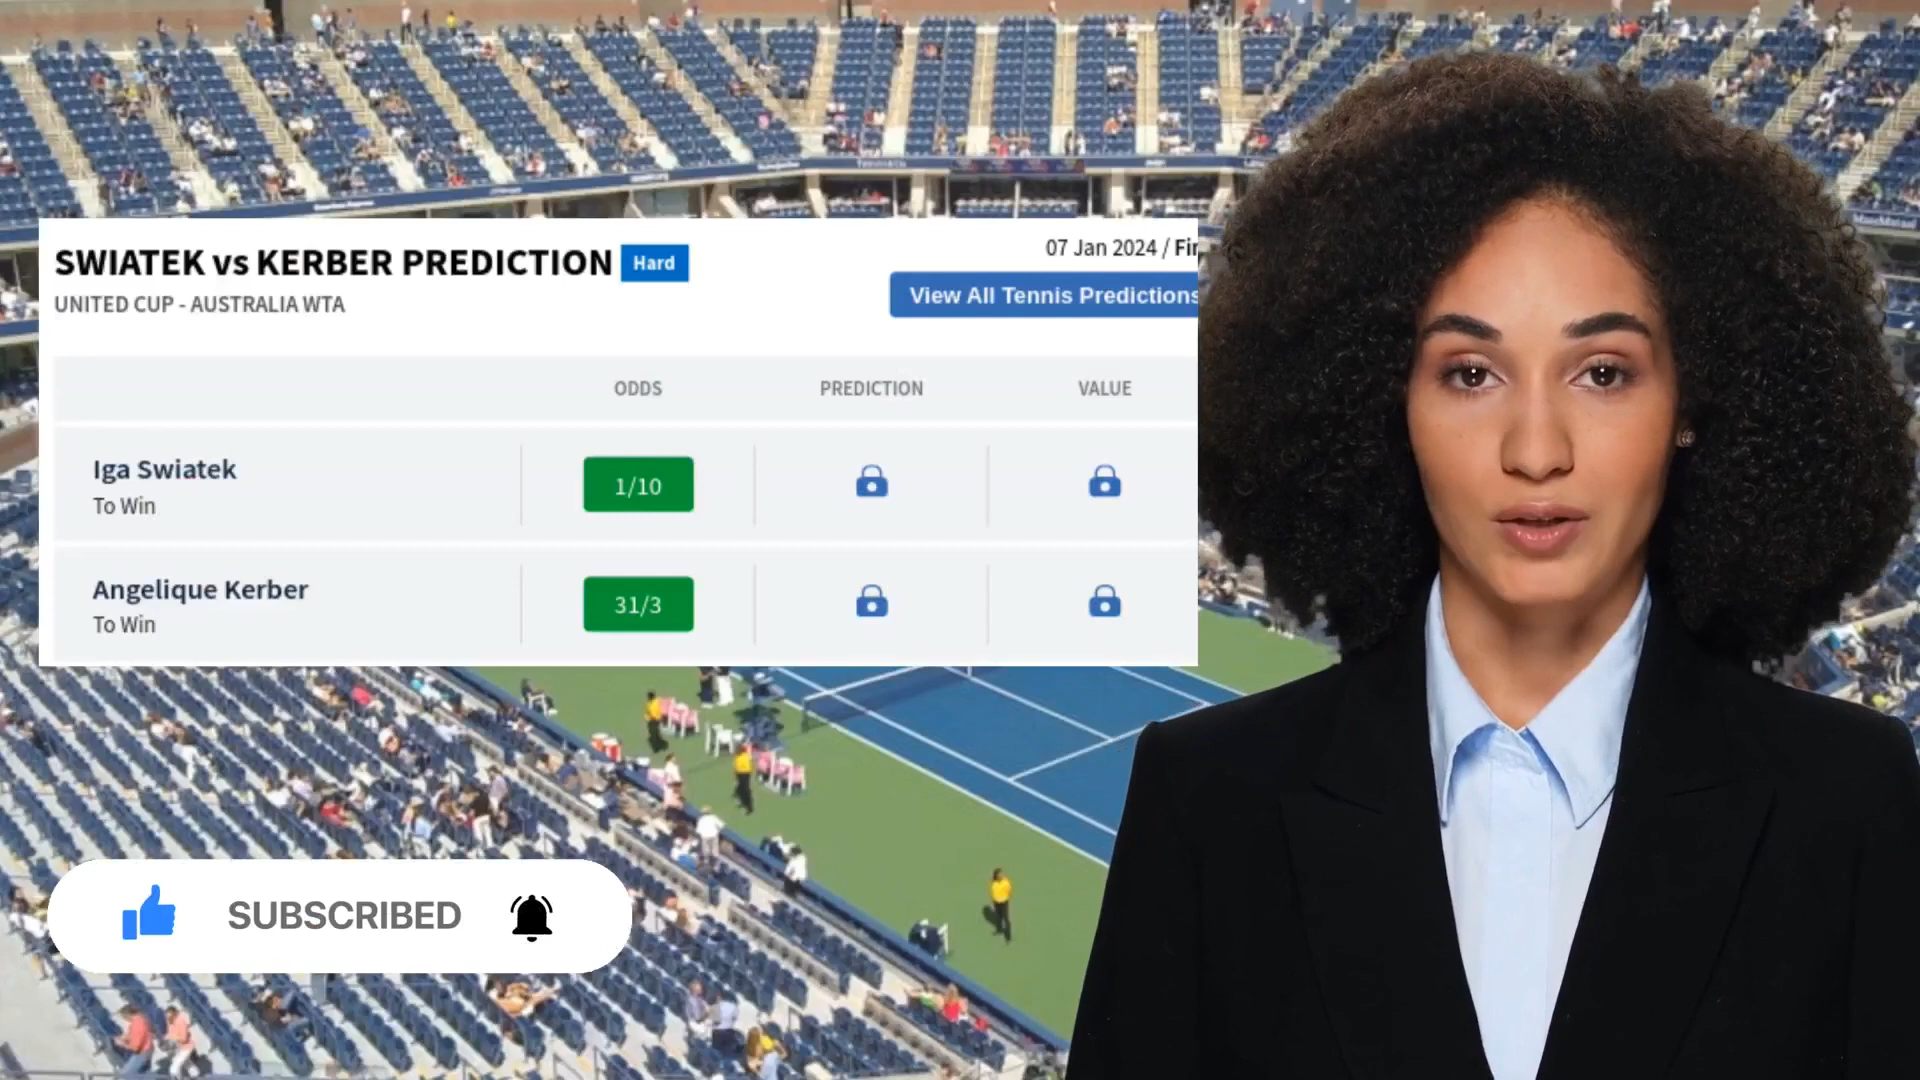 SWIATEK vs KERBER PREDICTION Hard
07 Jan 2024 /
UNITED CUP - AUSTRALIA WTA
View All Tennis Predictions
ODDS PREDICTION VALUE
Iga Swiatek
To Win
1/10
Angelique Kerber
To Win
31/3
SUBSCRIBED